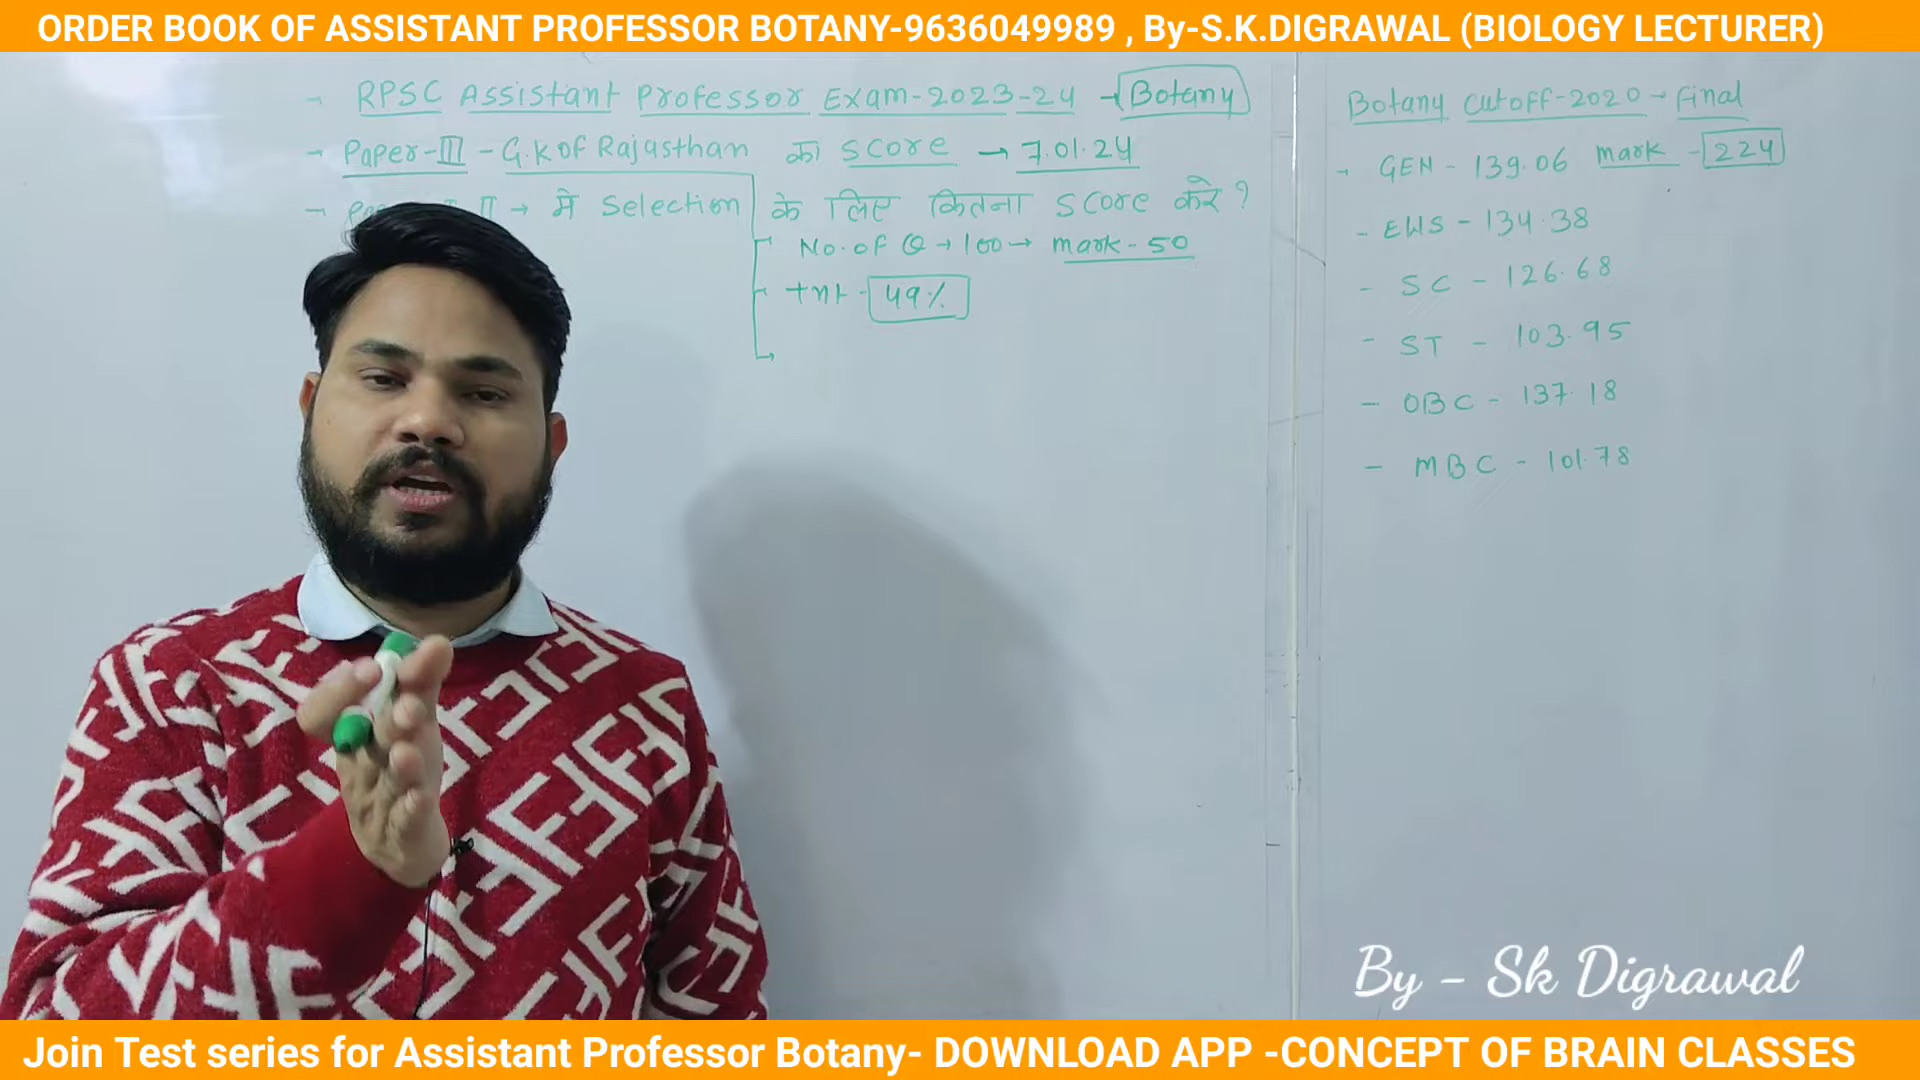 ORDER BOOK OF ASSISTANT PROFESSOR BOTANY-9636049989 , By-S.K.DIGRAWAL (BIOLOGY LECTURER)
- RPSC Assistant Professor Exam-2023-24 → Botany
- Paper-III - G.K of Rajasthan का score → 7.01.24
- II → में Selection के लिए कितना score करे ?
No. of Q → 100 → mark - 50
49%
Botany cutoff-2020 - Final
- GEN - 139.06 mark - 224
- EWS - 134.38
- SC - 126.68
- ST - 103.95
- OBC - 137.18
- MBC - 101.78
By - Sk Digrawal
Join Test series for Assistant Professor Botany- DOWNLOAD APP -CONCEPT OF BRAIN CLASSES